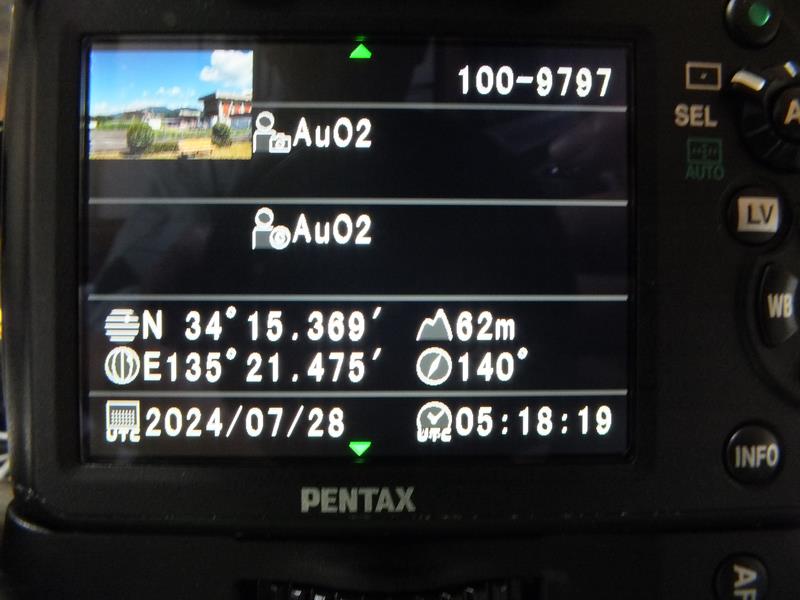 100-9797
AuO2
AuO2
N 34°15.369′ 62m
E135°21.475′ 140°
UTC 2024/07/28 UTC 05:18:19
PENTAX
SEL
AUTO
LV
WB
INFO
AF
A